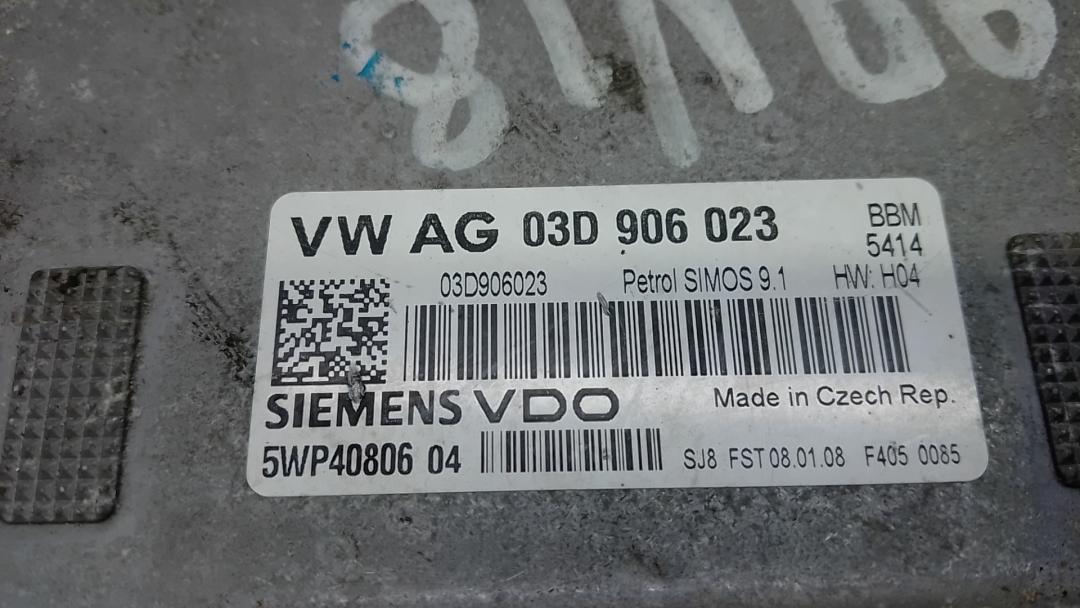 VW AG 03D 906 023
BBM
5414
03D906023 Petrol SIMOS 9.1 HW: H04
SIEMENS VDO Made in Czech Rep.
5WP40806 04 SJ8 FST 08.01.08 F405 0085